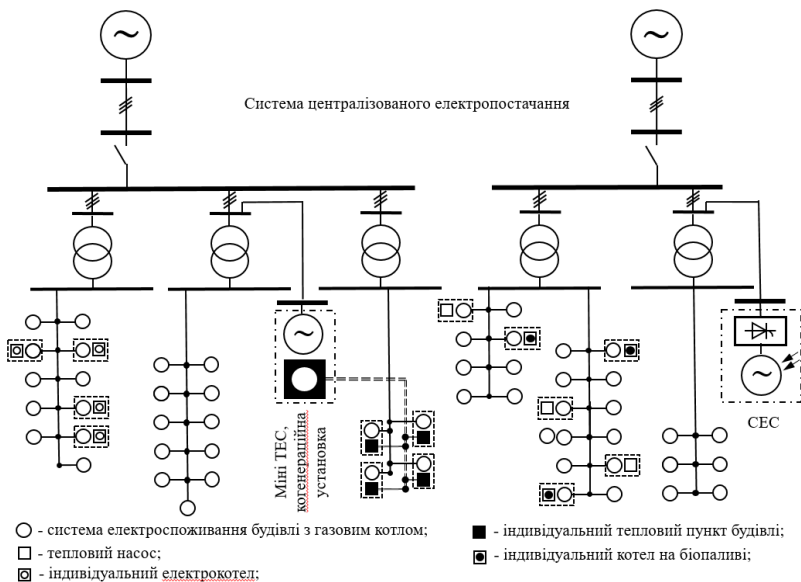 Система централізованого електропостачання
Міні ТЕС,
когенераційна
установка
СЕС
- система електроспоживання будівлі з газовим котлом;
- тепловий насос;
- індивідуальний електрокотел;
- індивідуальний тепловий пункт будівлі;
- індивідуальний котел на біопаливі;